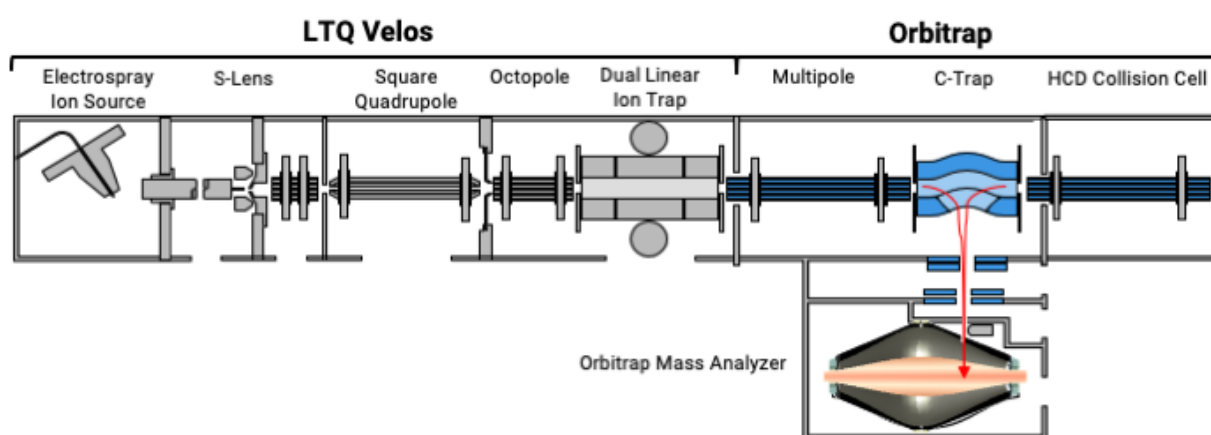 LTQ Velos
Orbitrap
Electrospray
Ion Source
S-Lens
Square
Quadrupole
Octopole
Dual Linear
Ion Trap
Multipole
C-Trap
HCD Collision Cell
Orbitrap Mass Analyzer